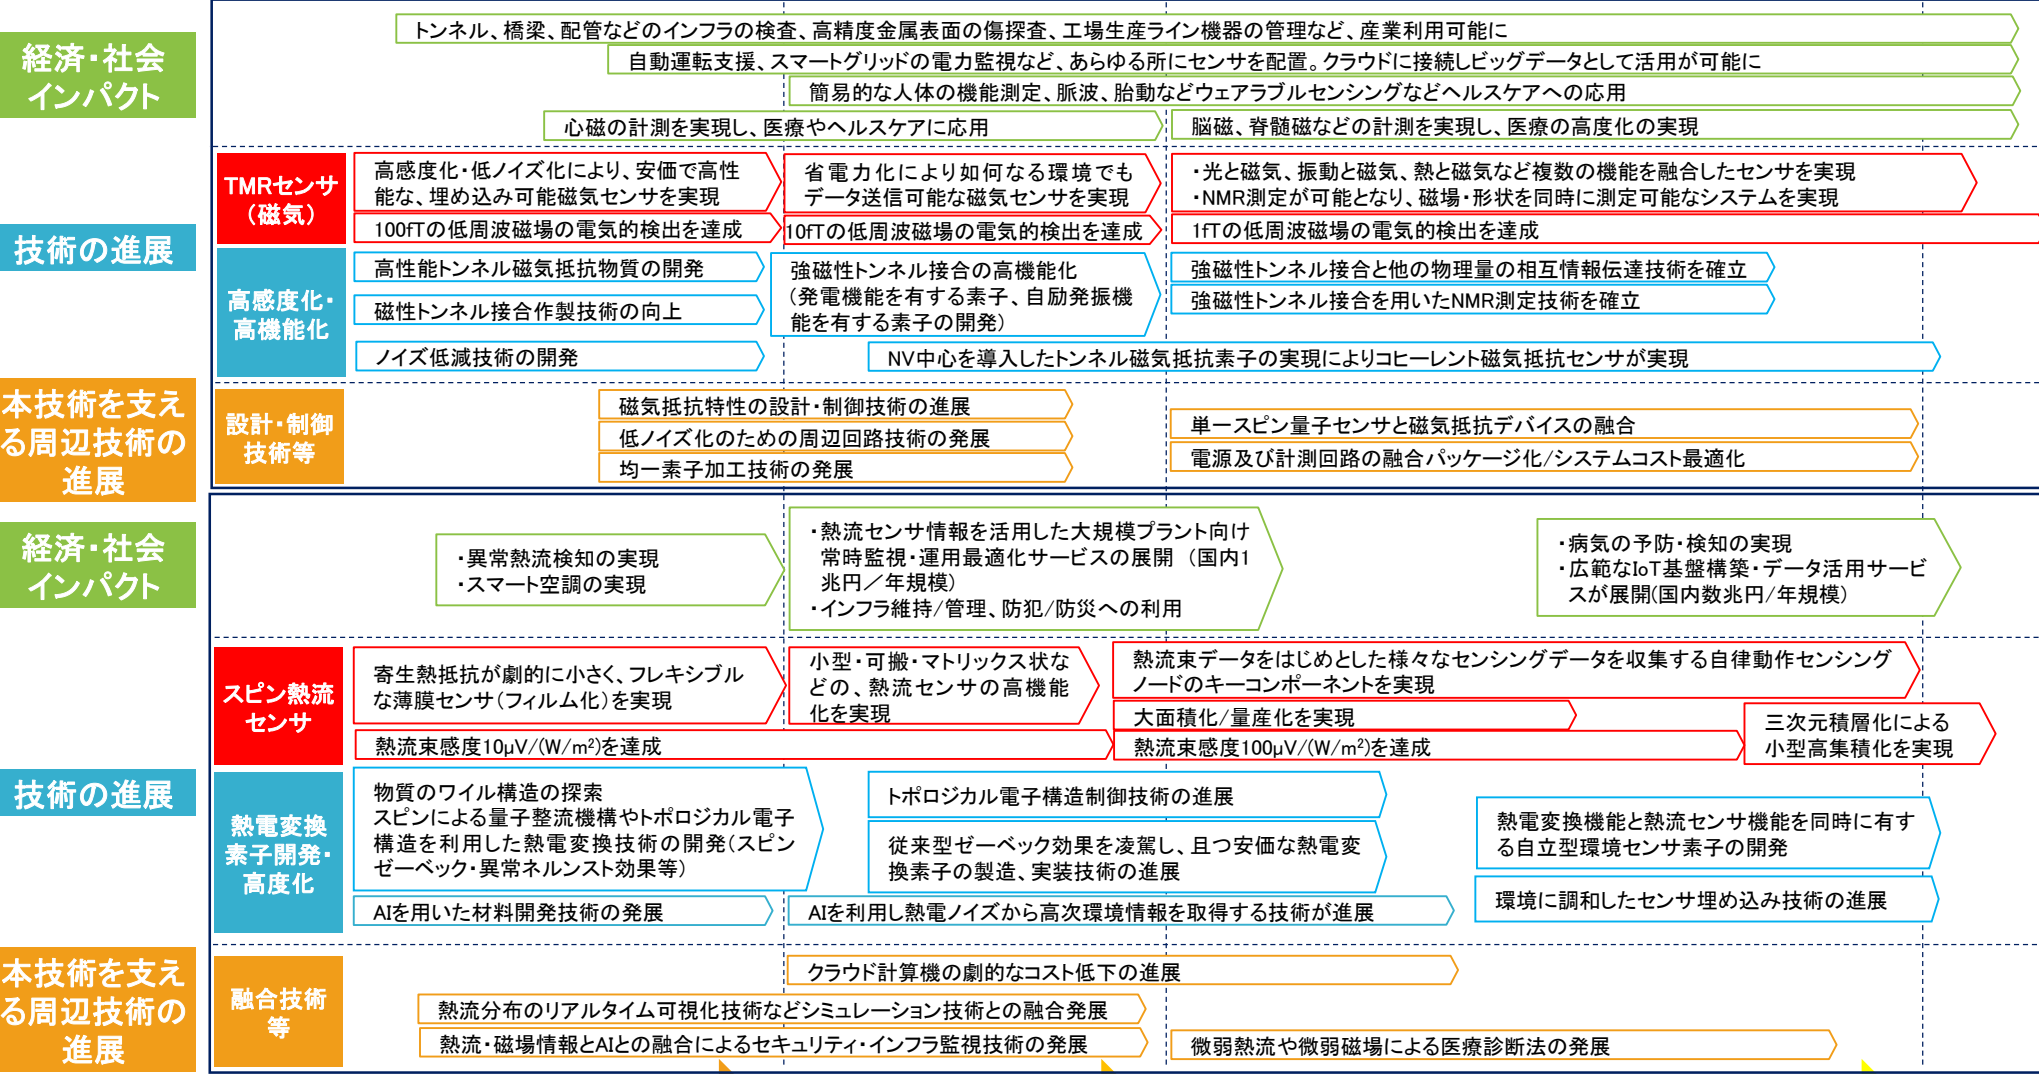 経済・社会
インパクト
トンネル、橋梁、配管などのインフラの検査、高精度金属表面の傷探査、工場生産ライン機器の管理など、産業利用可能に
自動運転支援、スマートグリッドの電力監視など、あらゆる所にセンサを配置。クラウドに接続しビッグデータとして活用が可能に
簡易的な人体の機能測定、脈波、胎動などウェアラブルセンシングなどヘルスケアへの応用
心磁の計測を実現し、医療やヘルスケアに応用
脳磁、脊髄磁などの計測を実現し、医療の高度化の実現
技術の進展
TMRセンサ
（磁気）
高感度化・低ノイズ化により、安価で高性
能な、埋め込み可能磁気センサを実現
省電力化により如何なる環境でも
データ送信可能な磁気センサを実現
・光と磁気、振動と磁気、熱と磁気など複数の機能を融合したセンサを実現
・NMR測定が可能となり、磁場・形状を同時に測定可能なシステムを実現
100fTの低周波磁場の電気的検出を達成
10fTの低周波磁場の電気的検出を達成
1fTの低周波磁場の電気的検出を達成
高感度化・
高機能化
高性能トンネル磁気抵抗物質の開発
磁性トンネル接合作製技術の向上
ノイズ低減技術の開発
強磁性トンネル接合の高機能化
（発電機能を有する素子、自励発振機
能を有する素子の開発）
強磁性トンネル接合と他の物理量の相互情報伝達技術を確立
強磁性トンネル接合を用いたNMR測定技術を確立
NV中心を導入したトンネル磁気抵抗素子の実現によりコヒーレント磁気抵抗センサが実現
本技術を支え
る周辺技術の
進展
設計・制御
技術等
磁気抵抗特性の設計・制御技術の進展
低ノイズ化のための周辺回路技術の発展
均一素子加工技術の発展
単一スピン量子センサと磁気抵抗デバイスの融合
電源及び計測回路の融合パッケージ化/システムコスト最適化
経済・社会
インパクト
・異常熱流検知の実現
・スマート空調の実現
・熱流センサ情報を活用した大規模プラント向け
常時監視・運用最適化サービスの展開 （国内1
兆円／年規模）
・インフラ維持/管理、防犯/防災への利用
・病気の予防・検知の実現
・広範なIoT基盤構築・データ活用サービ
スが展開(国内数兆円/年規模）
技術の進展
スピン熱流
センサ
寄生熱抵抗が劇的に小さく、フレキシブル
な薄膜センサ（フィルム化）を実現
小型・可搬・マトリックス状な
どの、熱流センサの高機能
化を実現
熱流束データをはじめとした様々なセンシングデータを収集する自律動作センシング
ノードのキーコンポーネントを実現
大面積化/量産化を実現
三次元積層化による
小型高集積化を実現
熱流束感度10μV/(W/m²)を達成
熱流束感度100μV/(W/m²)を達成
熱電変換
素子開発・
高度化
物質のワイル構造の探索
スピンによる量子整流機構やトポロジカル電子
構造を利用した熱電変換技術の開発(スピン
ゼーベック・異常ネルンスト効果等）
AIを用いた材料開発技術の発展
トポロジカル電子構造制御技術の進展
従来型ゼーベック効果を凌駕し、且つ安価な熱電変
換素子の製造、実装技術の進展
AIを利用し熱電ノイズから高次環境情報を取得する技術が進展
熱電変換機能と熱流センサ機能を同時に有す
る自立型環境センサ素子の開発
環境に調和したセンサ埋め込み技術の進展
本技術を支え
る周辺技術の
進展
融合技術
等
クラウド計算機の劇的なコスト低下の進展
熱流分布のリアルタイム可視化技術などシミュレーション技術との融合発展
熱流・磁場情報とAIとの融合によるセキュリティ・インフラ監視技術の発展
微弱熱流や微弱磁場による医療診断法の発展